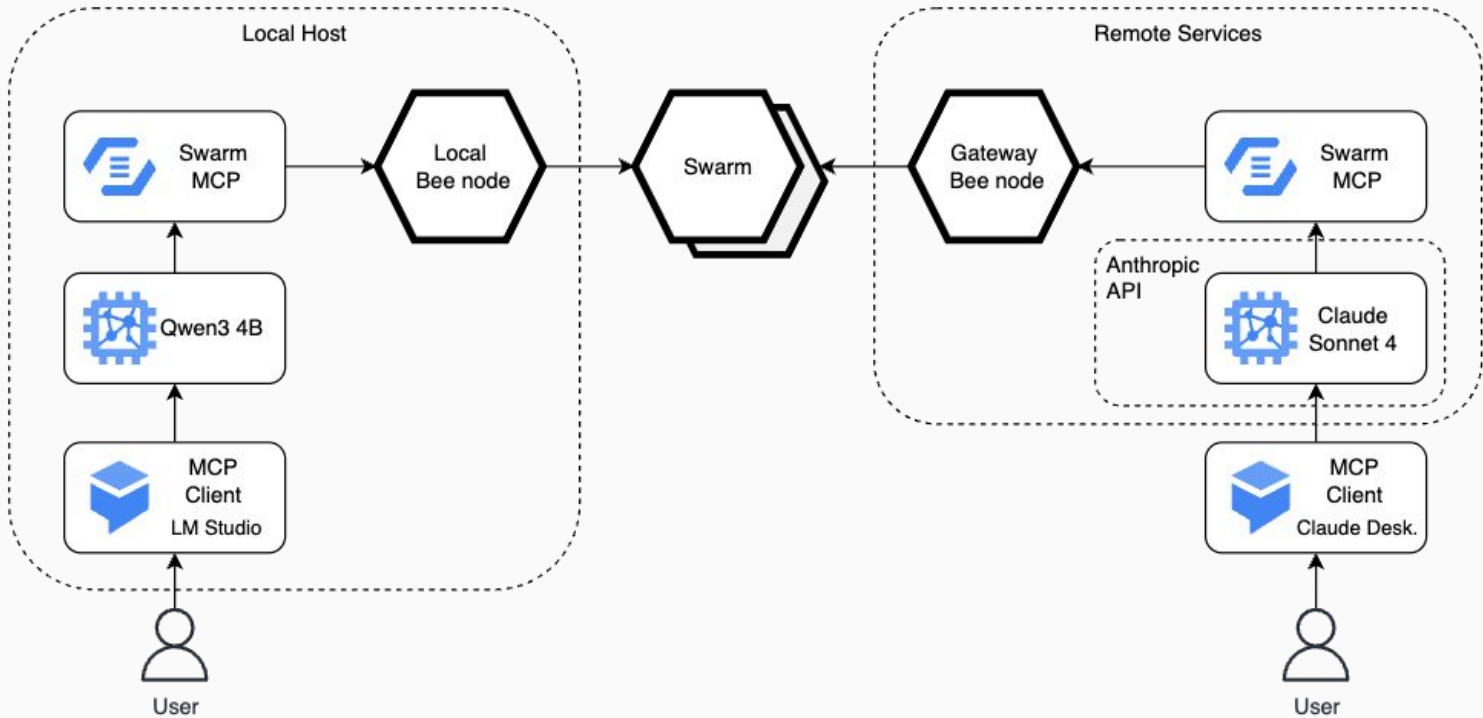 Local Host
Remote Services
Swarm
MCP
Local
Bee node
Swarm
Gateway
Bee node
Swarm
MCP
Anthropic
API
Qwen3 4B
Claude
Sonnet 4
MCP
Client
LM Studio
MCP
Client
Claude Desk.
User
User